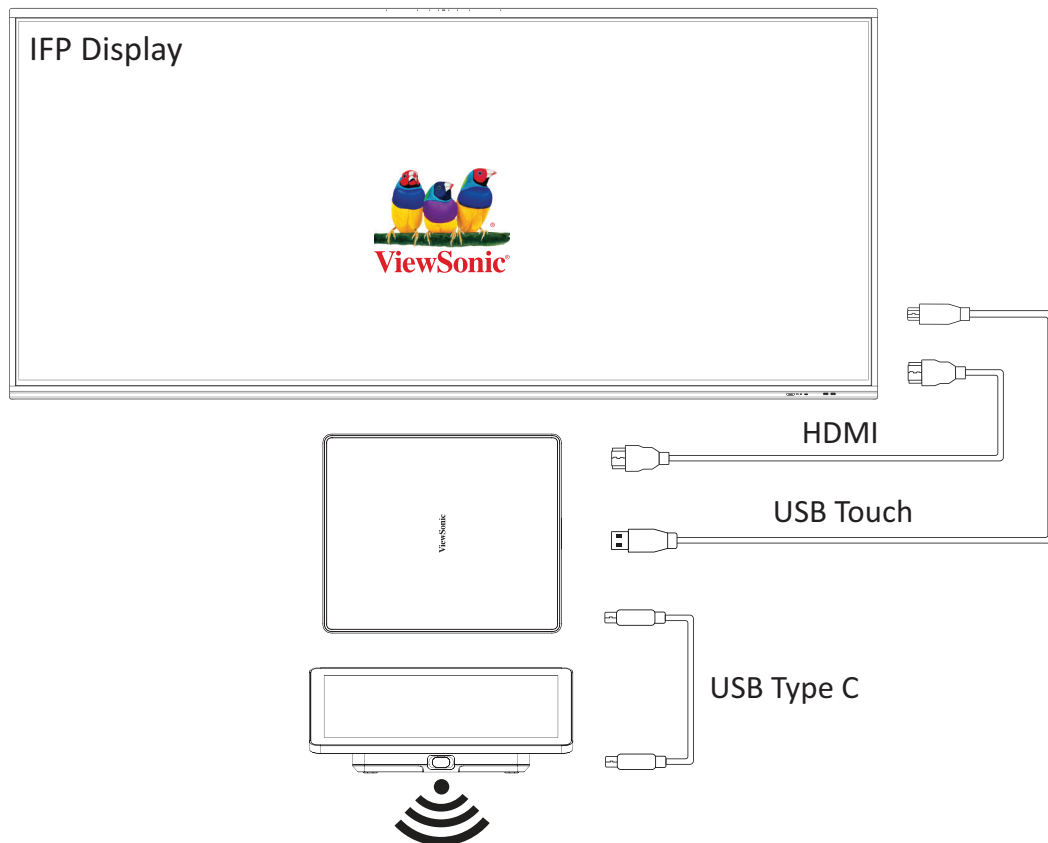 IFP Display
ViewSonic®
HDMI
ViewSonic
USB Touch
USB Type C